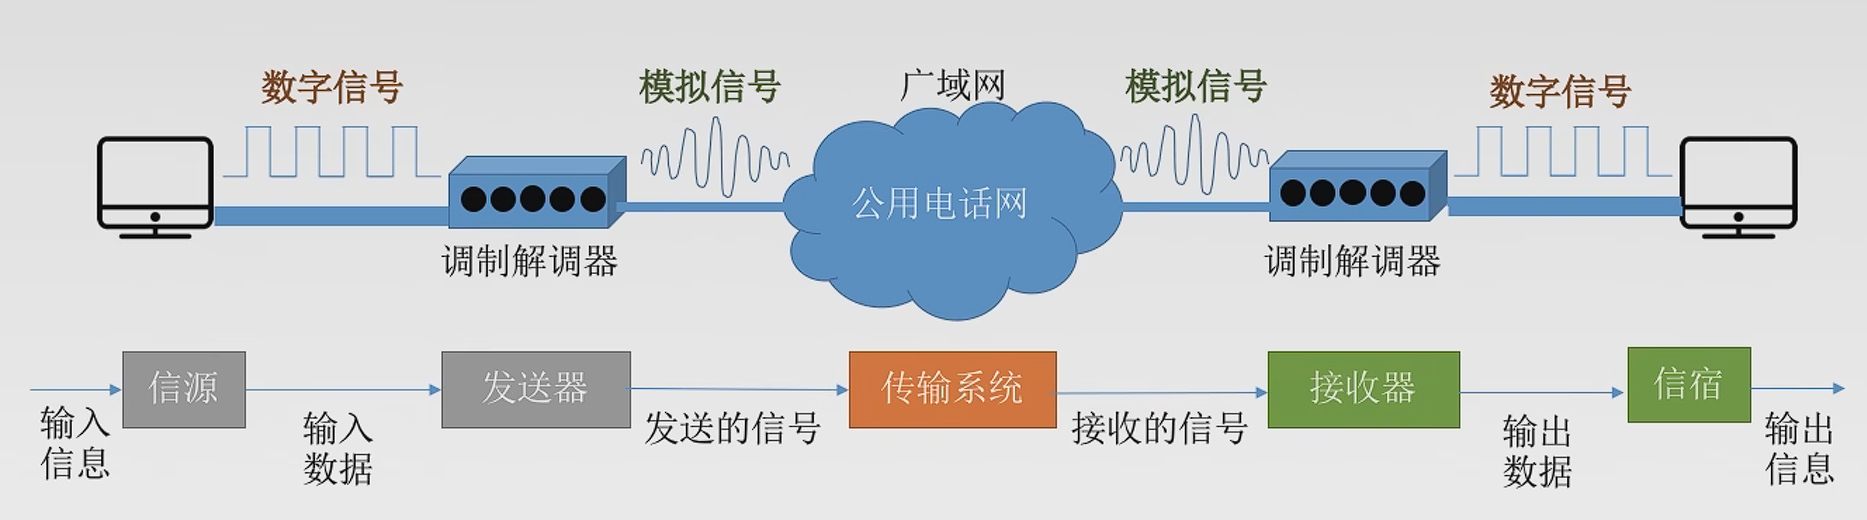 数字信号
模拟信号
广域网
模拟信号
数字信号
公用电话网
调制解调器
调制解调器
信源
发送器
传输系统
接收器
信宿
输入
信息
输入
数据
发送的信号
接收的信号
输出
数据
输出
信息